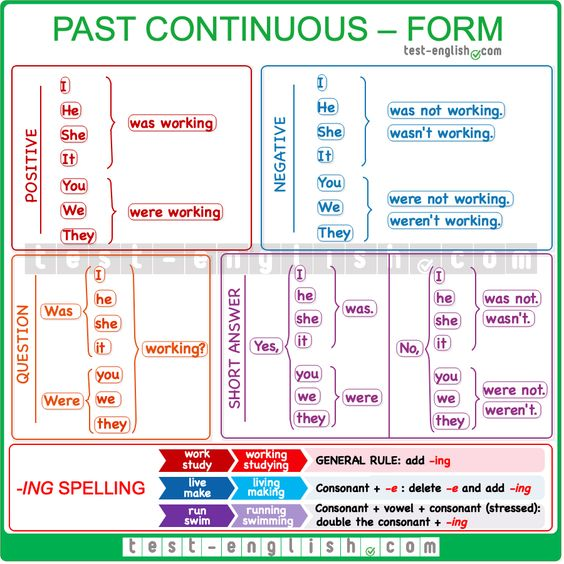 PAST CONTINUOUS – FORM
test-english.com
POSITIVE
I
He
She
It
was working
You
We
They
were working
NEGATIVE
I
He
She
It
was not working.
wasn't working.
You
We
They
were not working.
weren't working.
test-english.com
QUESTION
Was
I
he
she
it
Were
you
we
they
working?
SHORT ANSWER
Yes,
I
he
she
it
was.
you
we
they
were
No,
I
he
she
it
was not.
wasn't.
you
we
they
were not.
weren't.
-ING SPELLING
work working
study studying
GENERAL RULE: add -ing
live living
make making
Consonant + -e : delete -e and add -ing
run running
swim swimming
Consonant + vowel + consonant (stressed):
double the consonant + -ing
test-english.com